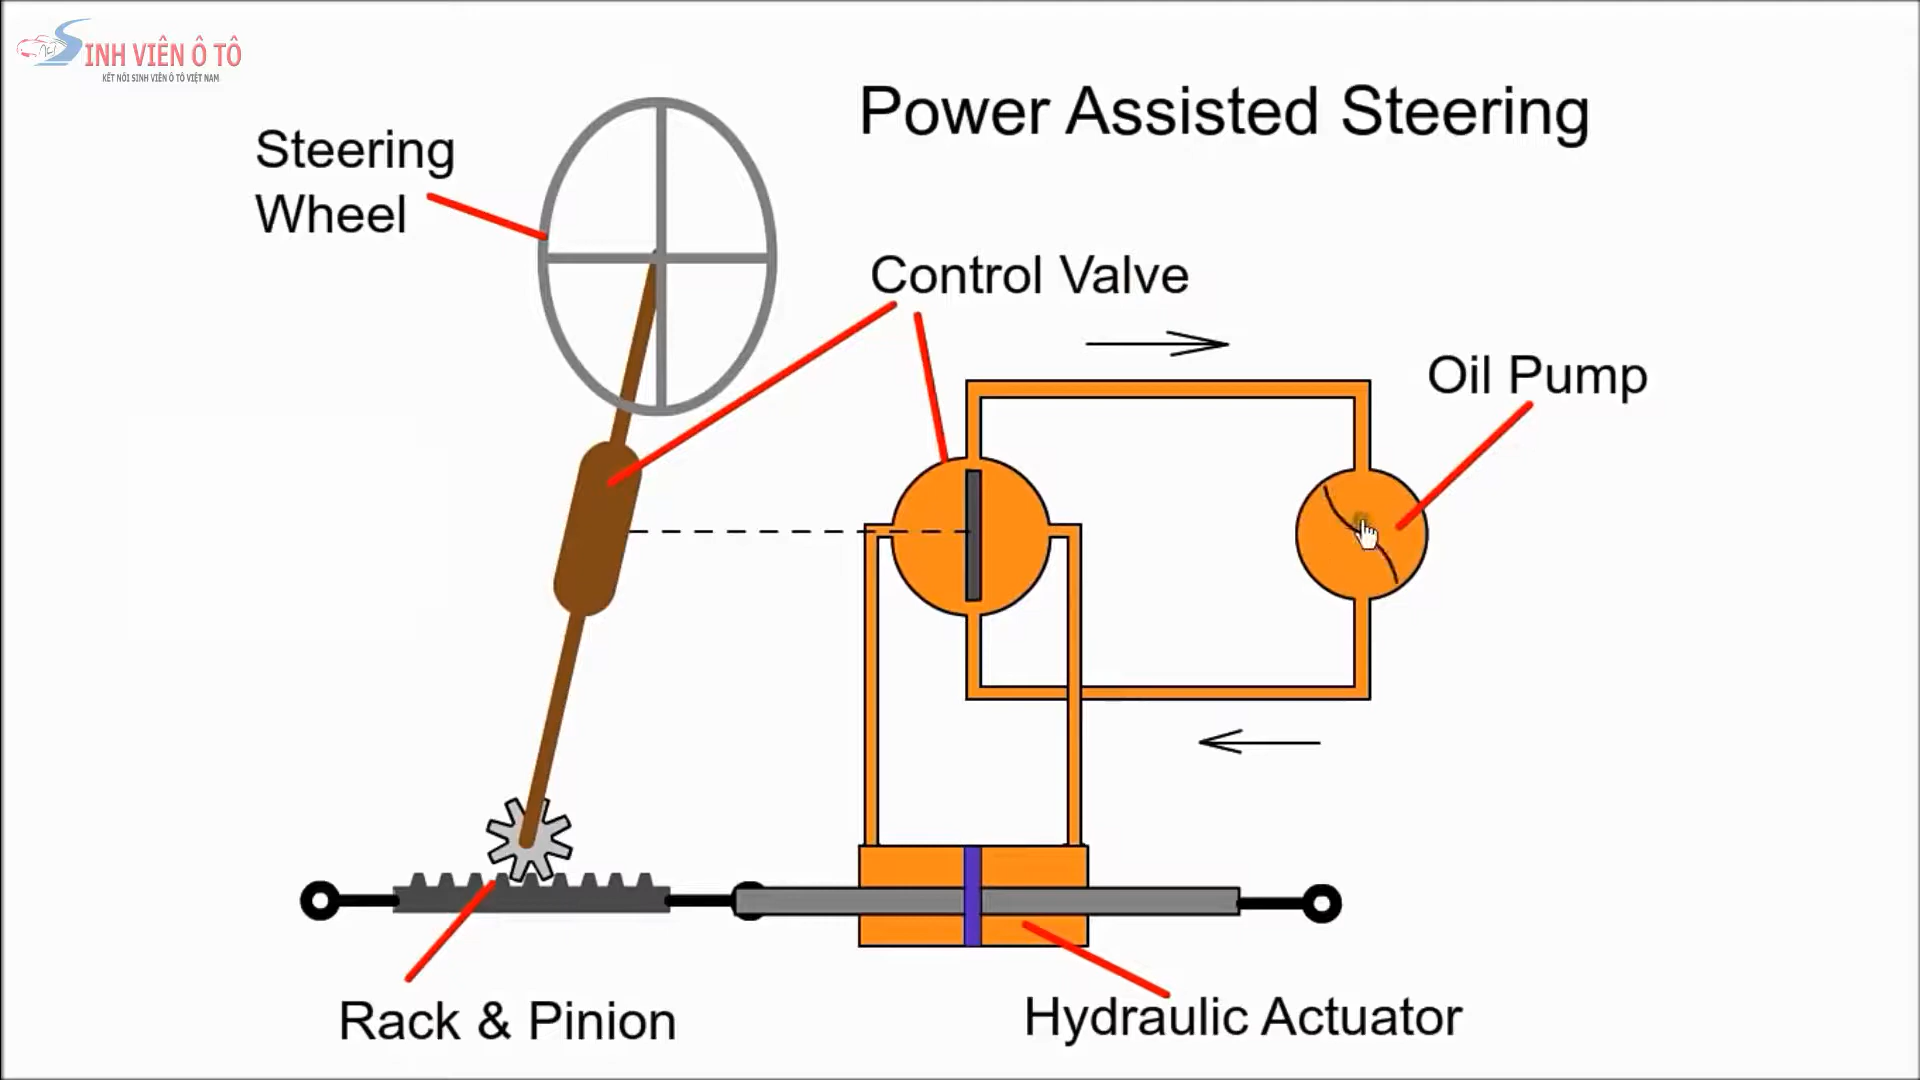 SINH VIÊN Ô TÔ
KẾT NỐI SINH VIÊN Ô TÔ VIỆT NAM
Power Assisted Steering
Steering
Wheel
Control Valve
Oil Pump
Rack & Pinion
Hydraulic Actuator